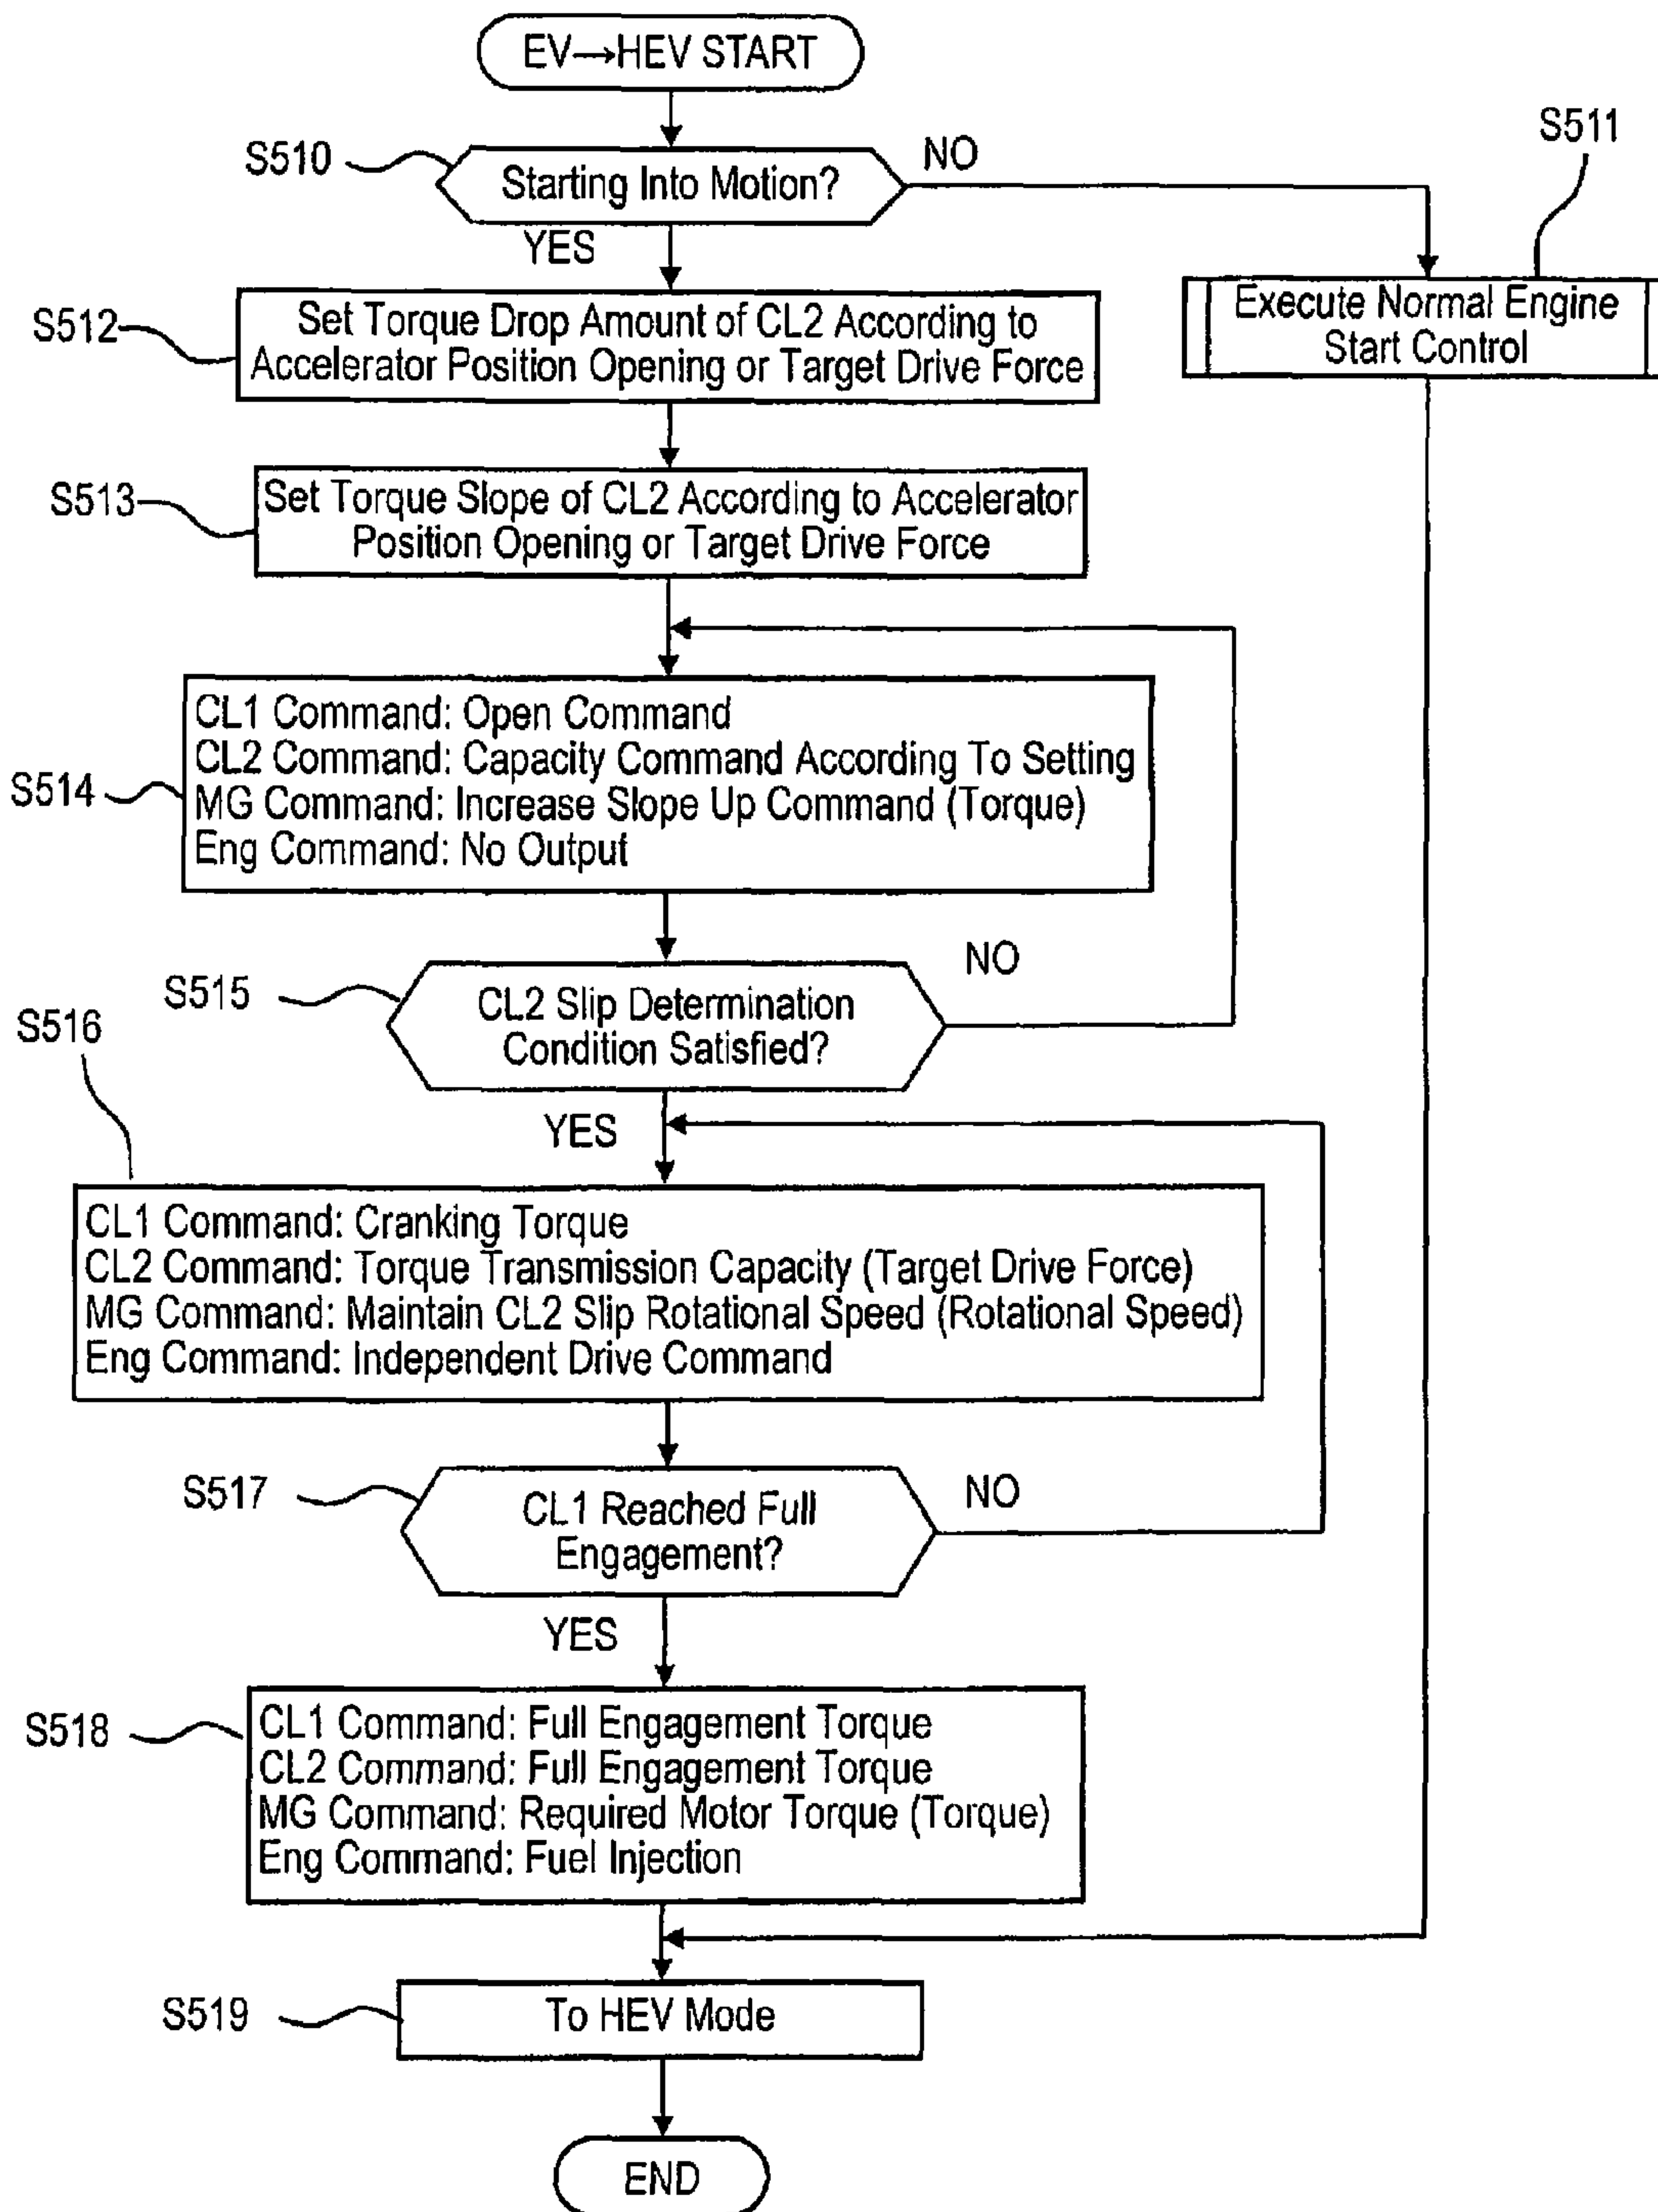 EV→HEV START
S510
Starting Into Motion?
NO
YES
S511
Execute Normal Engine
Start Control
S512
Set Torque Drop Amount of CL2 According to
Accelerator Position Opening or Target Drive Force
S513
Set Torque Slope of CL2 According to Accelerator
Position Opening or Target Drive Force
S514
CL1 Command: Open Command
CL2 Command: Capacity Command According To Setting
MG Command: Increase Slope Up Command (Torque)
Eng Command: No Output
S515
CL2 Slip Determination
Condition Satisfied?
NO
YES
S516
CL1 Command: Cranking Torque
CL2 Command: Torque Transmission Capacity (Target Drive Force)
MG Command: Maintain CL2 Slip Rotational Speed (Rotational Speed)
Eng Command: Independent Drive Command
S517
CL1 Reached Full
Engagement?
NO
YES
S518
CL1 Command: Full Engagement Torque
CL2 Command: Full Engagement Torque
MG Command: Required Motor Torque (Torque)
Eng Command: Fuel Injection
S519
To HEV Mode
END